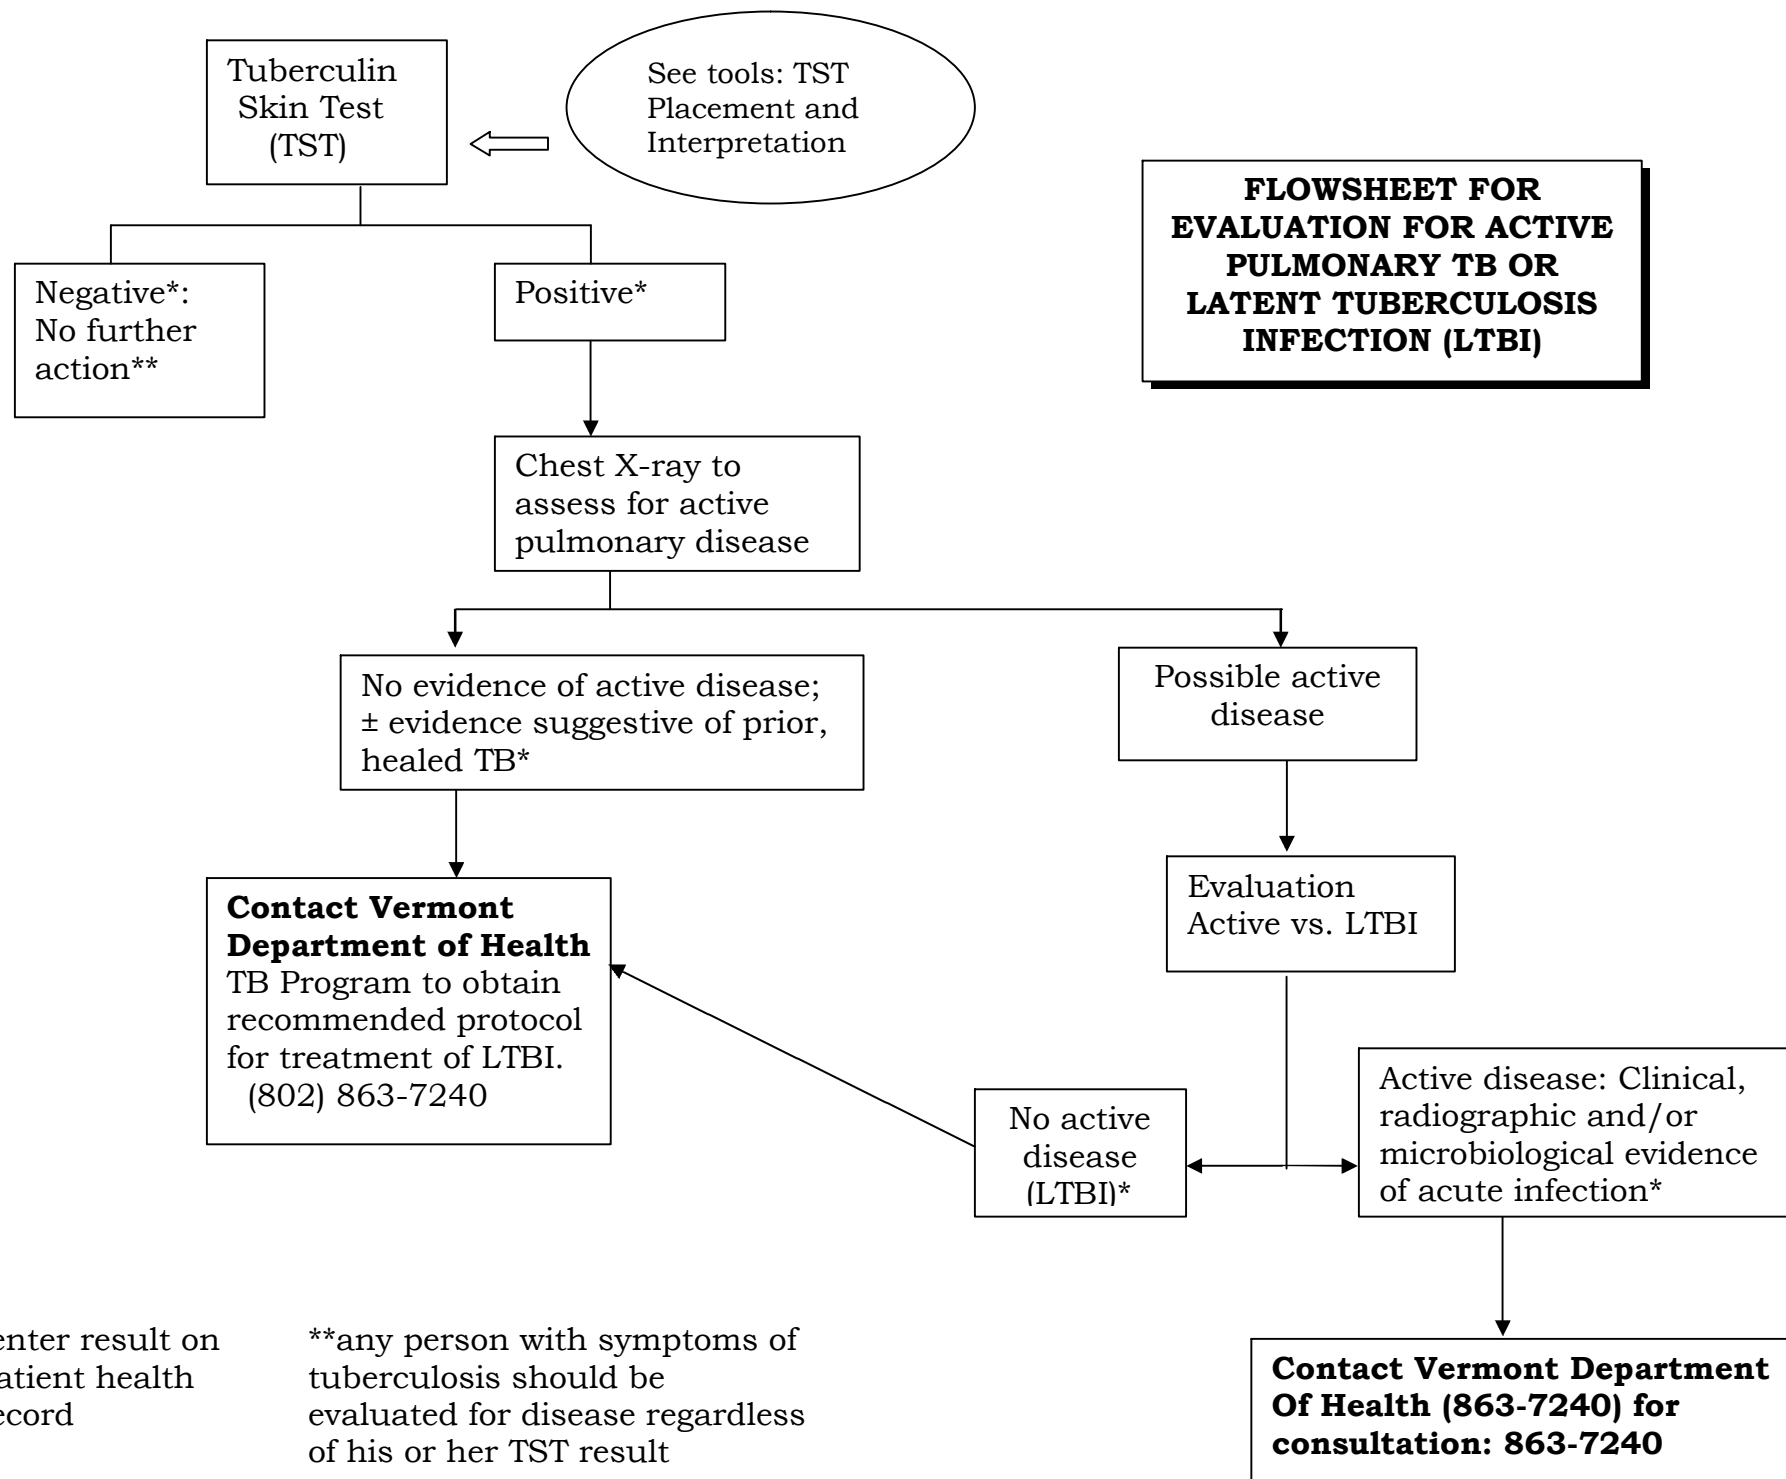 Tuberculin
Skin Test
(TST)
See tools: TST
Placement and
Interpretation
FLOWSHEET FOR
EVALUATION FOR ACTIVE
PULMONARY TB OR
LATENT TUBERCULOSIS
INFECTION (LTBI)
Negative*:
No further
action**
Positive*
Chest X-ray to
assess for active
pulmonary disease
No evidence of active disease;
± evidence suggestive of prior,
healed TB*
Possible active
disease
Evaluation
Active vs. LTBI
Contact Vermont
Department of Health
TB Program to obtain
recommended protocol
for treatment of LTBI.
(802) 863-7240
No active
disease
(LTBI)*
Active disease: Clinical,
radiographic and/or
microbiological evidence
of acute infection*
enter result on
atient health
ecord
**any person with symptoms of
tuberculosis should be
evaluated for disease regardless
of his or her TST result
Contact Vermont Department
Of Health (863-7240) for
consultation: 863-7240